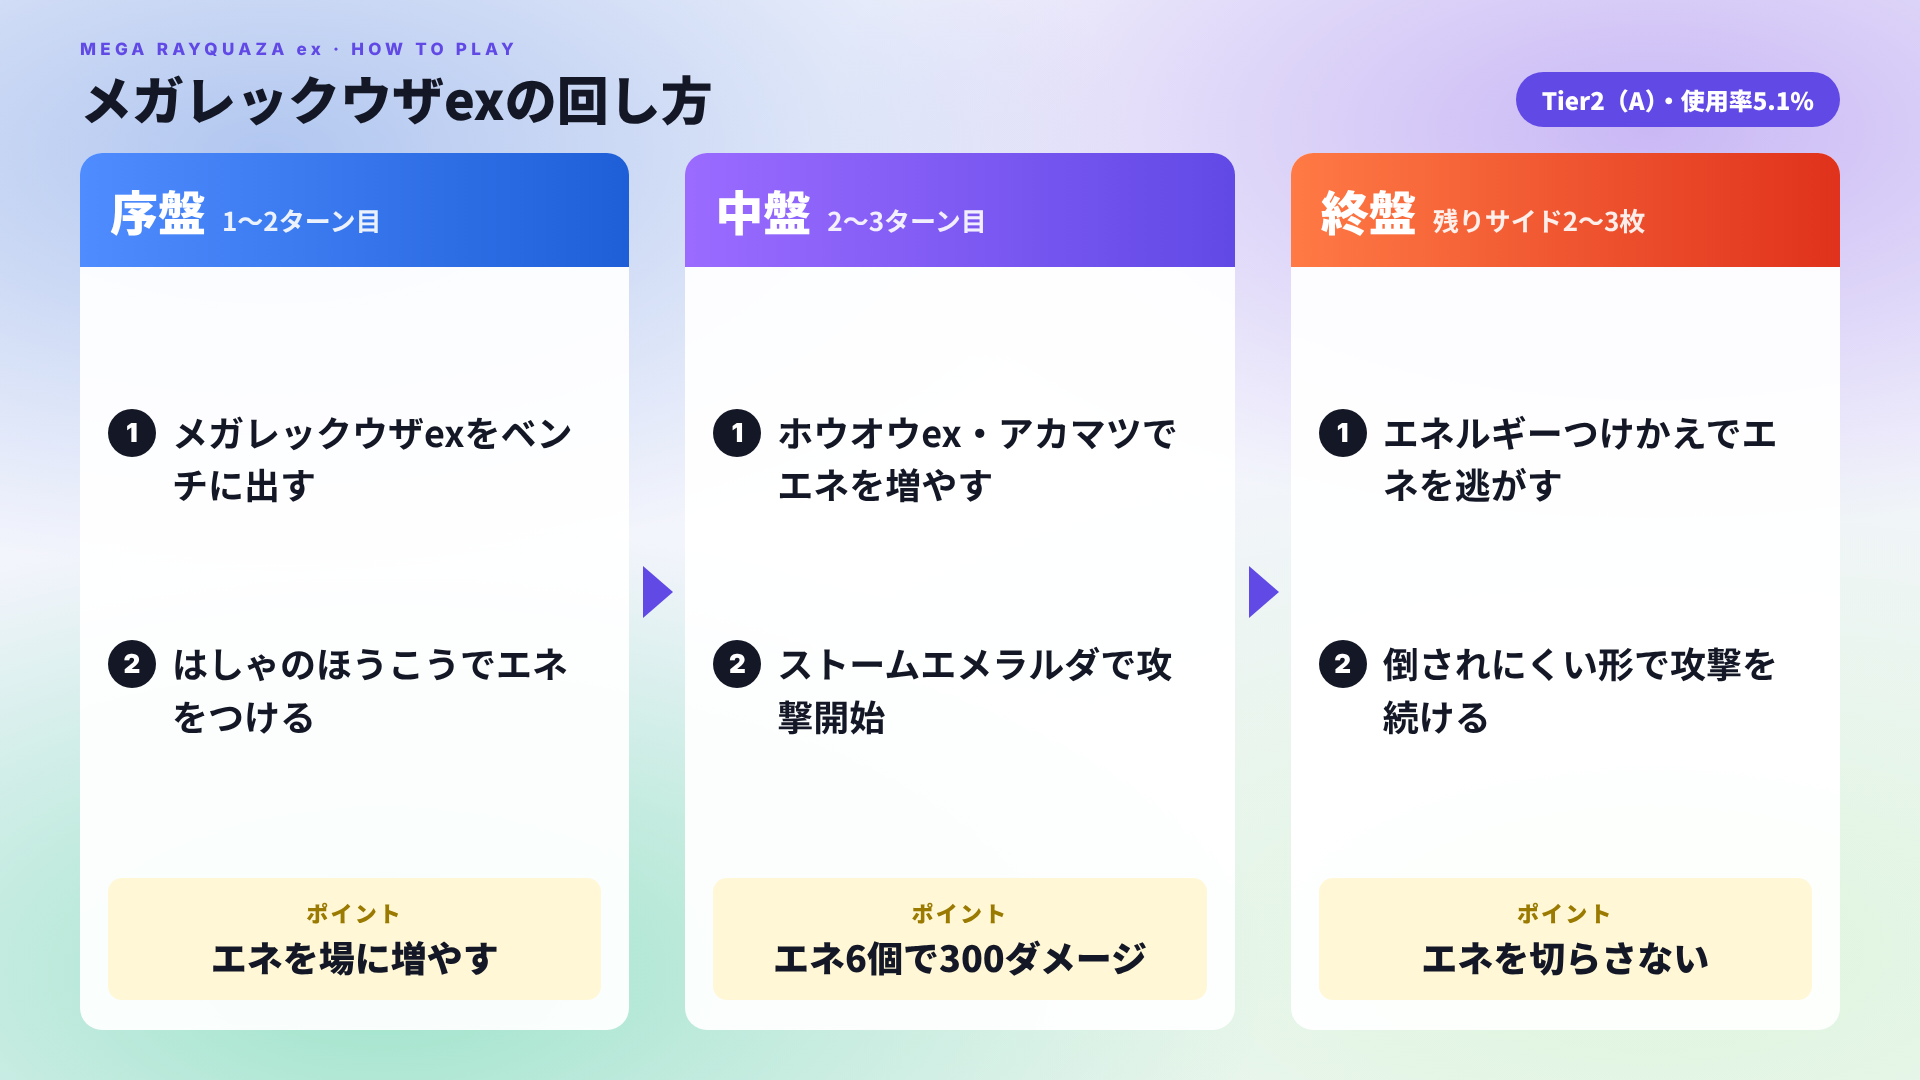 MEGA RAYQUAZA ex · HOW TO PLAY
メガレックウザexの回し方
Tier2（A）・使用率5.1%
序盤 1〜2ターン目
1 メガレックウザexをベン
チに出す
2 はしゃのほうこうでエネ
をつける
ポイント
エネを場に増やす
中盤 2〜3ターン目
1 ホウオウex・アカマツで
エネを増やす
2 ストームエメラルダで攻
撃開始
ポイント
エネ6個で300ダメージ
終盤 残りサイド2〜3枚
1 エネルギーつけかえでエ
ネを逃がす
2 倒されにくい形で攻撃を
続ける
ポイント
エネを切らさない